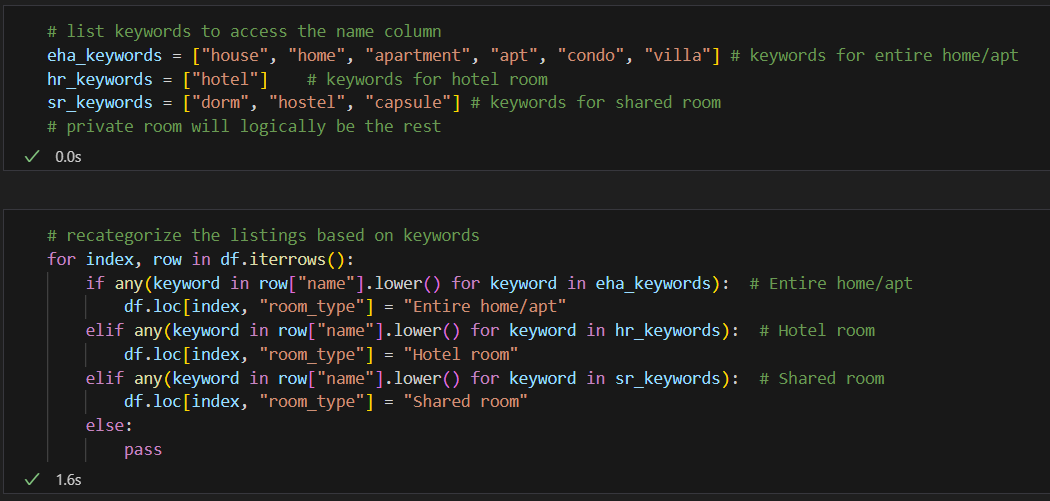 # list keywords to access the name column
eha_keywords = ["house", "home", "apartment", "apt", "condo", "villa"] # keywords for entire home/apt
hr_keywords = ["hotel"]    # keywords for hotel room
sr_keywords = ["dorm", "hostel", "capsule"] # keywords for shared room
# private room will logically be the rest
✓ 0.0s
# recategorize the listings based on keywords
for index, row in df.iterrows():
    if any(keyword in row["name"].lower() for keyword in eha_keywords):  # Entire home/apt
        df.loc[index, "room_type"] = "Entire home/apt"
    elif any(keyword in row["name"].lower() for keyword in hr_keywords):  # Hotel room
        df.loc[index, "room_type"] = "Hotel room"
    elif any(keyword in row["name"].lower() for keyword in sr_keywords):  # Shared room
        df.loc[index, "room_type"] = "Shared room"
    else:
        pass
✓ 1.6s